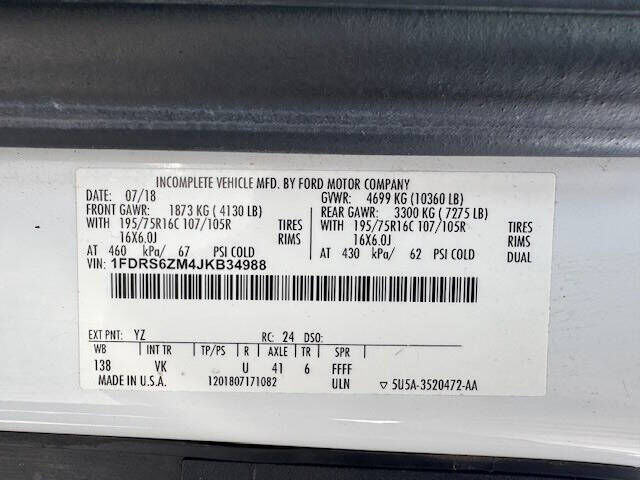 INCOMPLETE VEHICLE MFD. BY FORD MOTOR COMPANY
DATE: 07/18 GVWR: 4699 KG (10360 LB)
FRONT GAWR: 1873 KG ( 4130 LB) REAR GAWR: 3300 KG ( 7275 LB)
WITH 195/75R16C 107/105R TIRES WITH 195/75R16C 107/105R TIRES
16X6.0J RIMS 16X6.0J RIMS
AT 460 kPa/ 67 PSI COLD AT 430 kPa/ 62 PSI COLD DUAL
VIN: 1FDRS6ZM4JKB34988
EXT PNT: YZ RC: 24 DSO:
WB INT TR TP/PS R AXLE TR SPR
138 VK U 41 6 FFFF
MADE IN U.S.A. 1201807171082 ULN ▽ 5U5A-3520472-AA